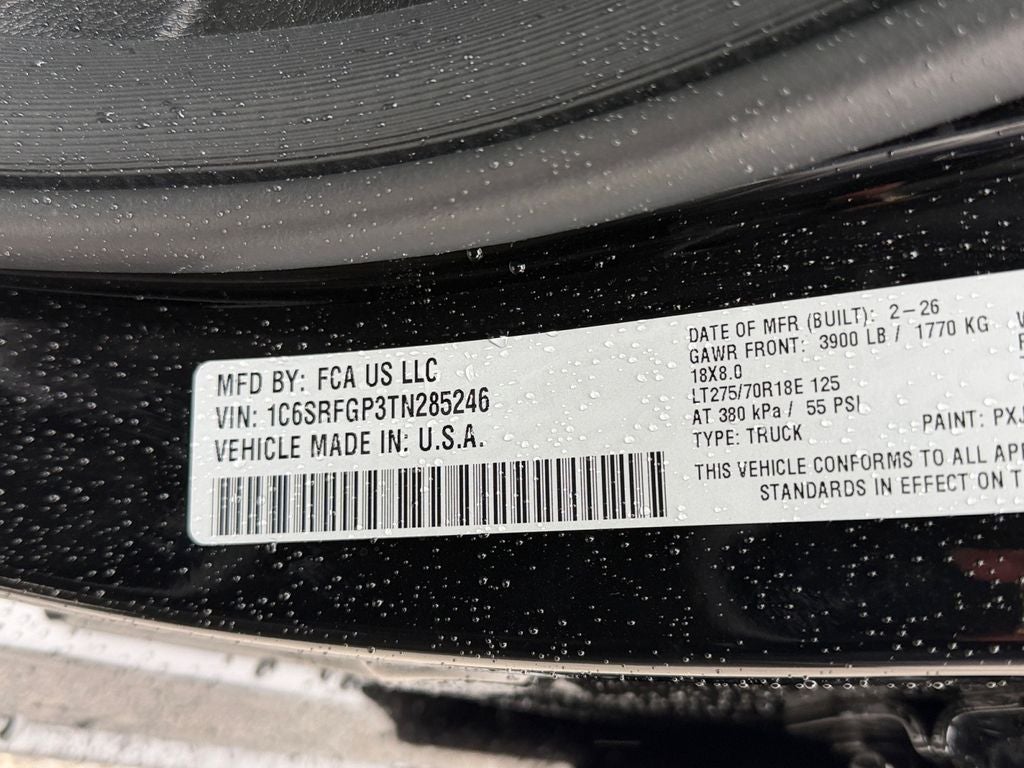 MFD BY: FCA US LLC
VIN: 1C6SRFGP3TN285246
VEHICLE MADE IN: U.S.A.
DATE OF MFR (BUILT): 2-26
GAWR FRONT: 3900 LB / 1770 KG
18X8.0
LT275/70R18E 125
AT 380 kPa / 55 PSI
TYPE: TRUCK
PAINT: PXJ
THIS VEHICLE CONFORMS TO ALL
STANDARDS IN EFFECT ON